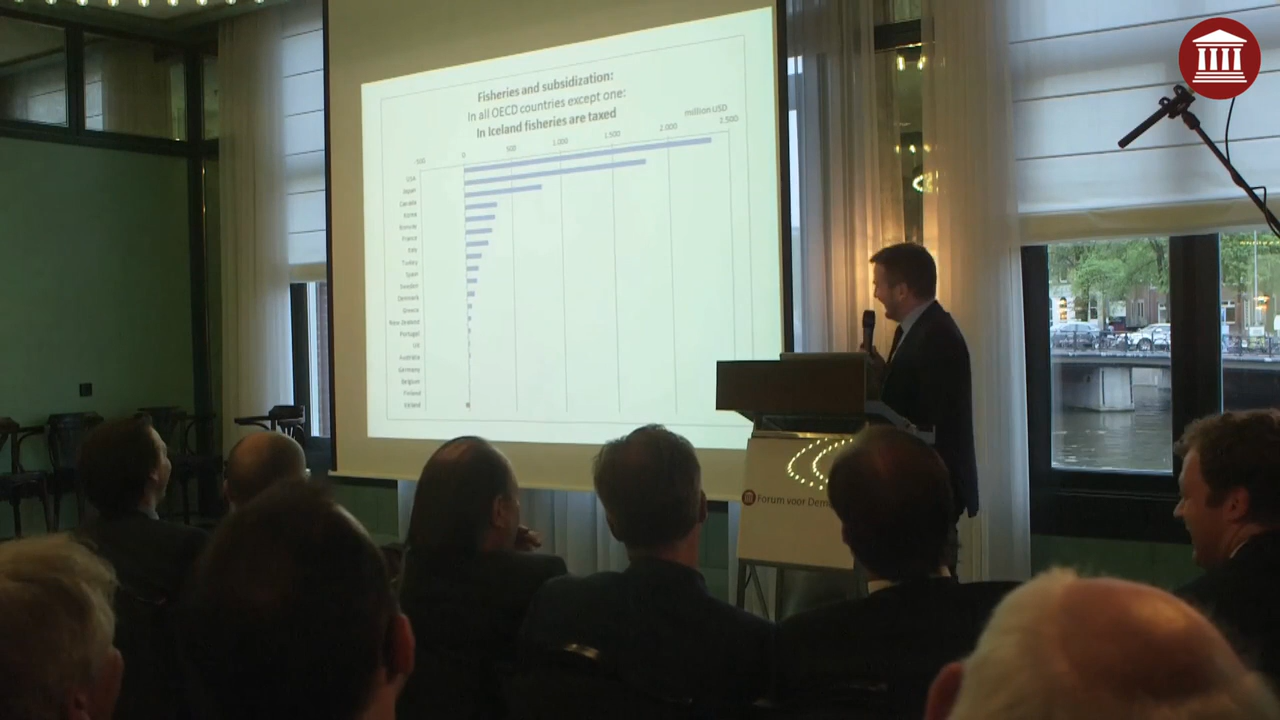 Fisheries and subsidization:
In all OECD countries except one:
In Iceland fisheries are taxed
million USD
-500 0 500 1.000 1.500 2.000 2.500
USA
Japan
Canada
Korea
Norway
France
Italy
Turkey
Spain
Sweden
Denmark
Greece
New Zealand
Portugal
UK
Australia
Germany
Belgium
Finland
Iceland
Forum voor Dem